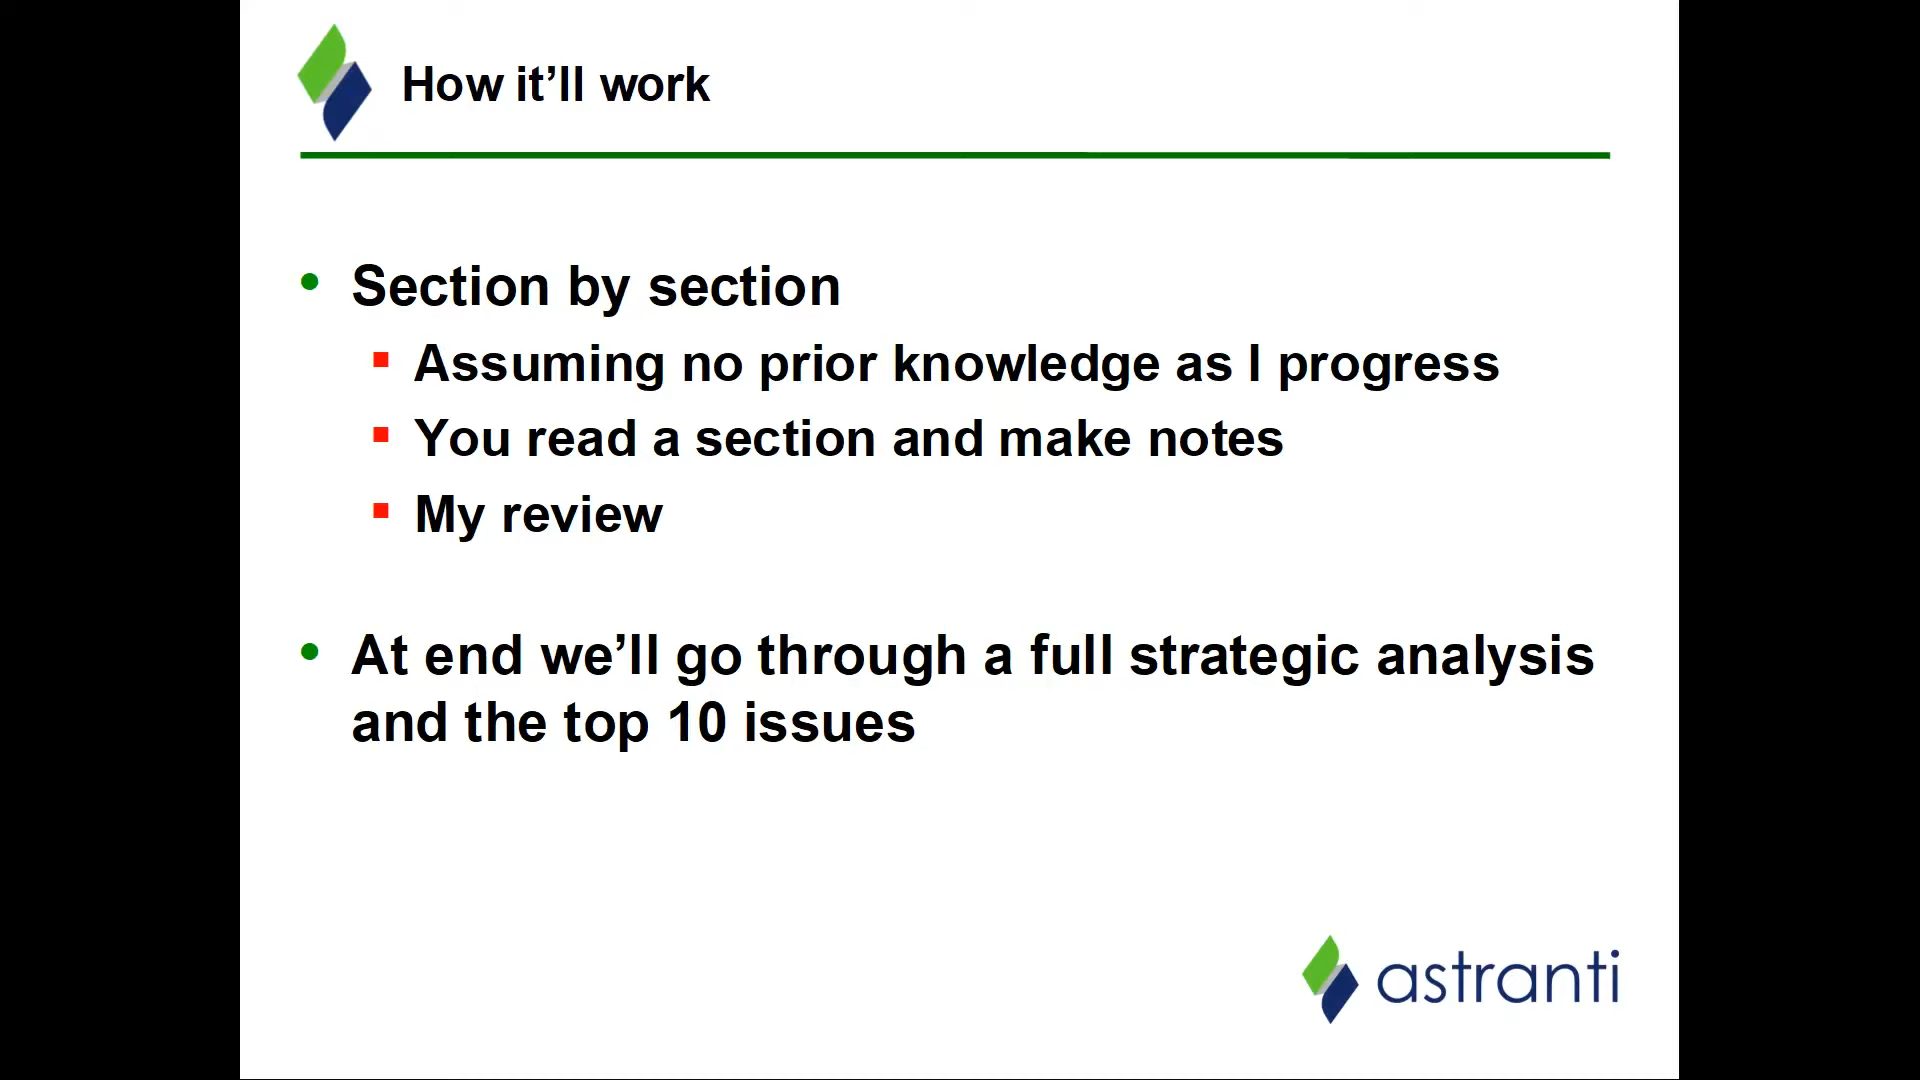 How it’ll work
• Section by section
▪ Assuming no prior knowledge as I progress
▪ You read a section and make notes
▪ My review
• At end we’ll go through a full strategic analysis
and the top 10 issues
astranti